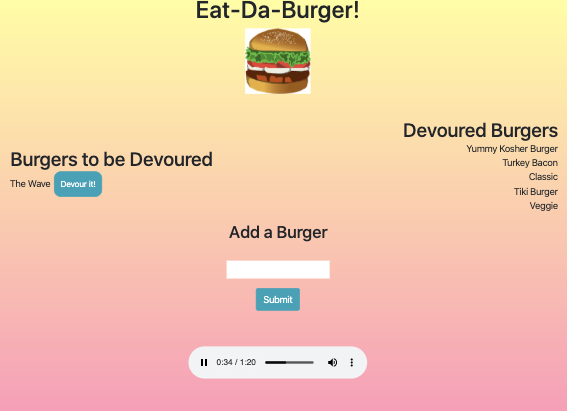 Eat-Da-Burger!
Devoured Burgers
Yummy Kosher Burger
Turkey Bacon
Classic
Tiki Burger
Veggie
Burgers to be Devoured
The Wave Devour It!
Add a Burger
Submit
0:34 / 1:20